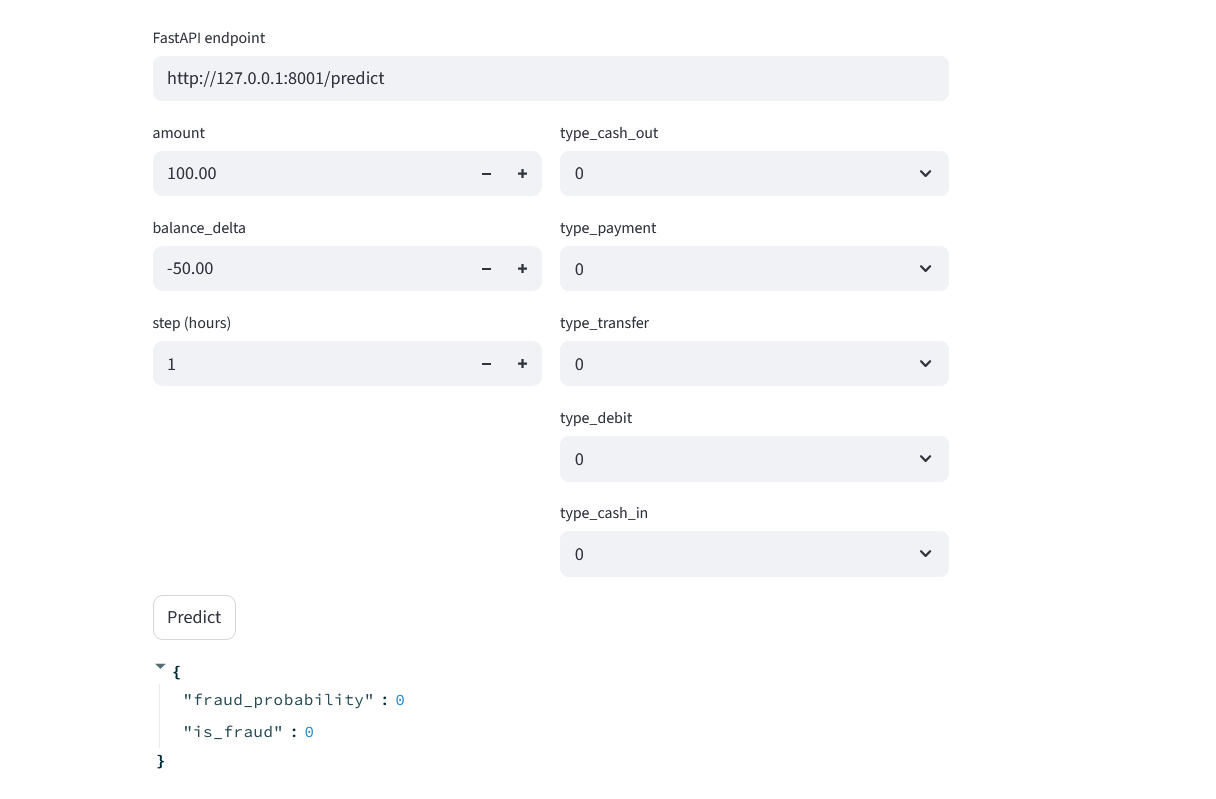 FastAPI endpoint
http://127.0.0.1:8001/predict
amount
100.00
balance_delta
-50.00
step (hours)
1
type_cash_out
0
type_payment
0
type_transfer
0
type_debit
0
type_cash_in
0
Predict
{
"fraud_probability" : 0
"is_fraud" : 0
}